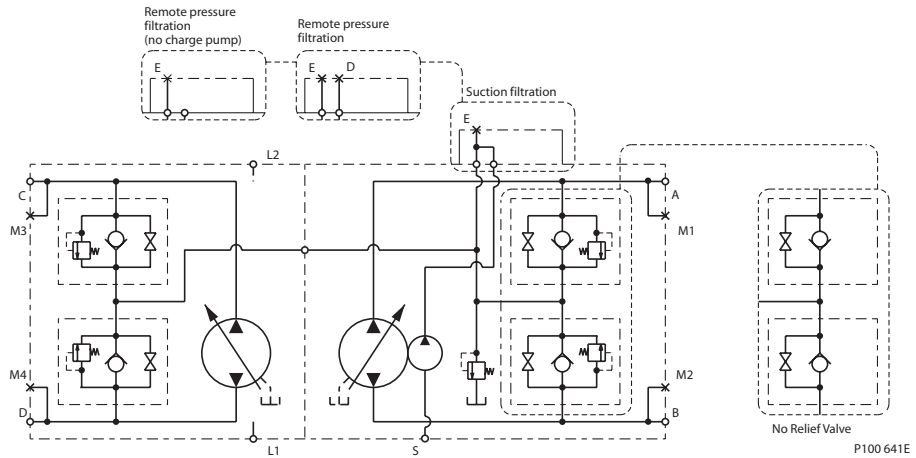 Remote pressure
filtration
(no charge pump)
Remote pressure
filtration
E
E D
Suction filtration
E
L2
C
A
M3
M1
M4
M2
D
B
L1
S
No Relief Valve
P100 641E